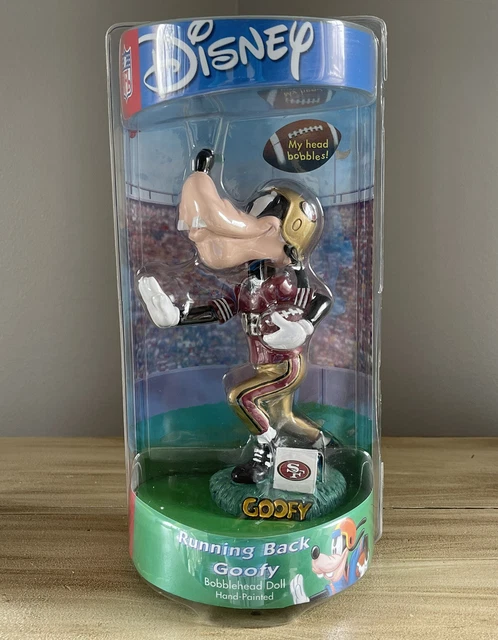 NFL
DISNEY
My head
bobbles!
SF
GOOFY
Running Back
Goofy
Bobblehead Doll
Hand-Painted